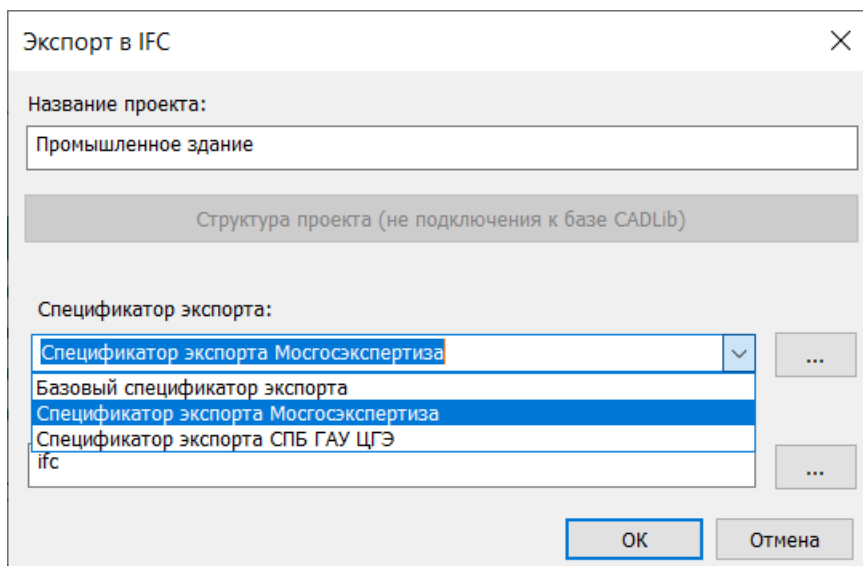 Экспорт в IFC
Название проекта:
Промышленное здание
Структура проекта (не подключения к базе CADLib)
Спецификатор экспорта:
Спецификатор экспорта Мосгосэкспертиза
...
Базовый спецификатор экспорта
Спецификатор экспорта Мосгосэкспертиза
Спецификатор экспорта СПБ ГАУ ЦГЭ
ifc
...
ОК
Отмена